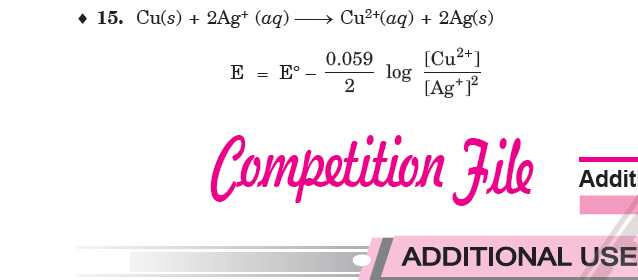 ♦ 15. Cu(s) + 2Ag⁺ (aq) ⟶ Cu²⁺(aq) + 2Ag(s)
E = E° – 0.059/2 log [Cu²⁺]/[Ag⁺]²
Competition File
Addit
ADDITIONAL USE